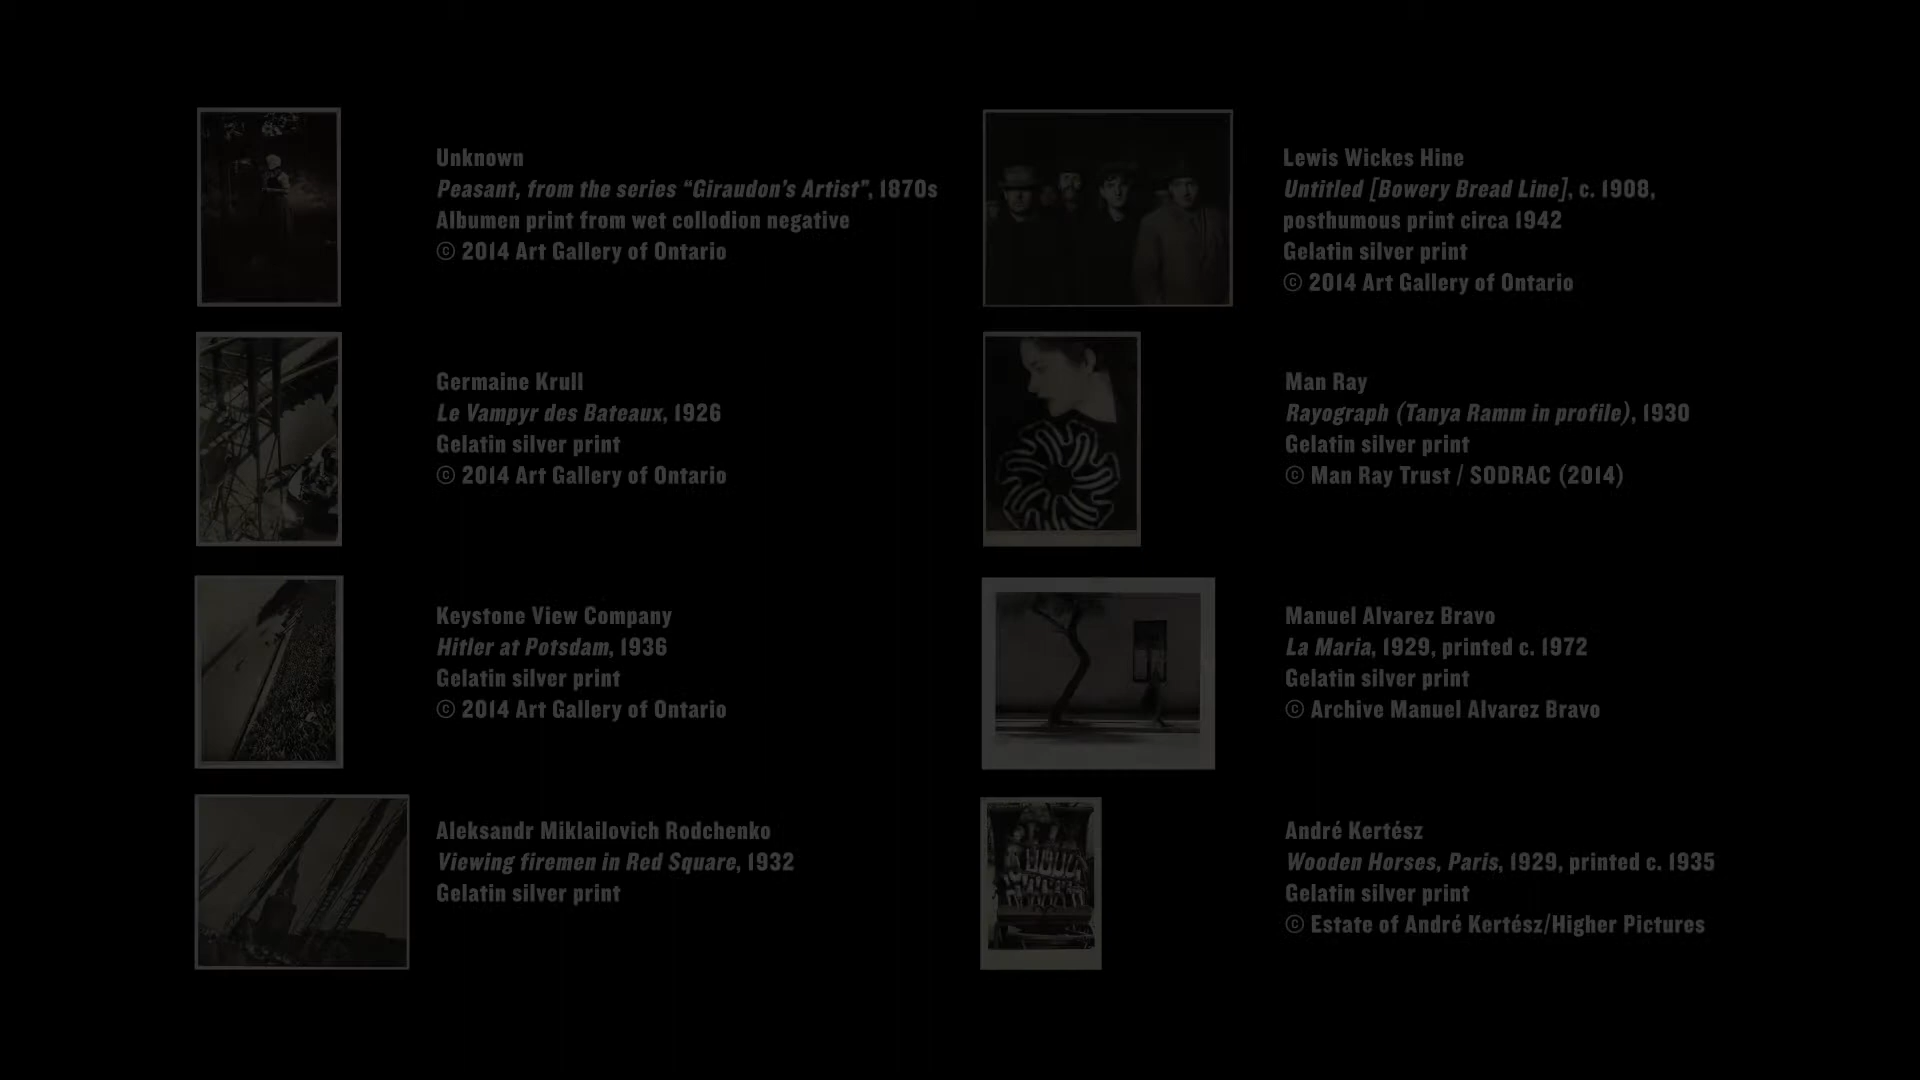 Unknown
Peasant, from the series “Giraudon’s Artist”, 1870s
Albumen print from wet collodion negative
© 2014 Art Gallery of Ontario
Germaine Krull
Le Vampyr des Bateaux, 1926
Gelatin silver print
© 2014 Art Gallery of Ontario
Keystone View Company
Hitler at Potsdam, 1936
Gelatin silver print
© 2014 Art Gallery of Ontario
Aleksandr Miklailovich Rodchenko
Viewing firemen in Red Square, 1932
Gelatin silver print
Lewis Wickes Hine
Untitled [Bowery Bread Line], c. 1908,
posthumous print circa 1942
Gelatin silver print
© 2014 Art Gallery of Ontario
Man Ray
Rayograph (Tanya Ramm in profile), 1930
Gelatin silver print
© Man Ray Trust / SODRAC (2014)
Manuel Alvarez Bravo
La Maria, 1929, printed c. 1972
Gelatin silver print
© Archive Manuel Alvarez Bravo
André Kertész
Wooden Horses, Paris, 1929, printed c. 1935
Gelatin silver print
© Estate of André Kertész/Higher Pictures